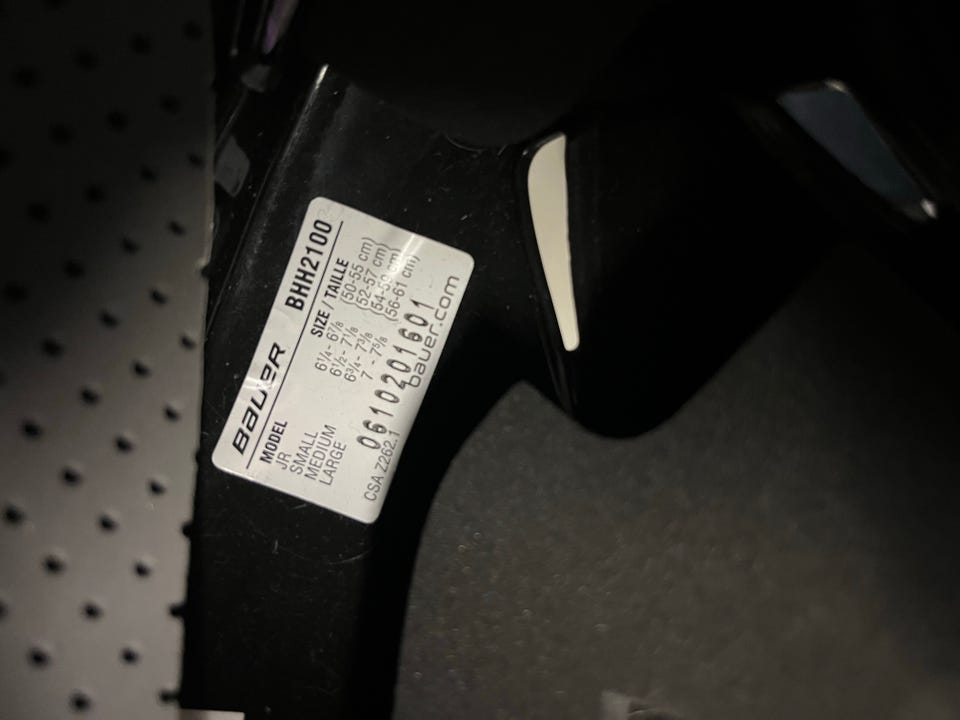 BAUER BHH2100
MODEL SIZE / TAILLE
JR 6¼ - 6⅞ (50-55 cm)
SMALL 6½ - 7⅛ (52-57 cm)
MEDIUM 6¾ - 7⅜ (54-59 cm)
LARGE 7 - 7⅝ (56-61 cm)
0610201601
CSA Z262.1 bauer.com